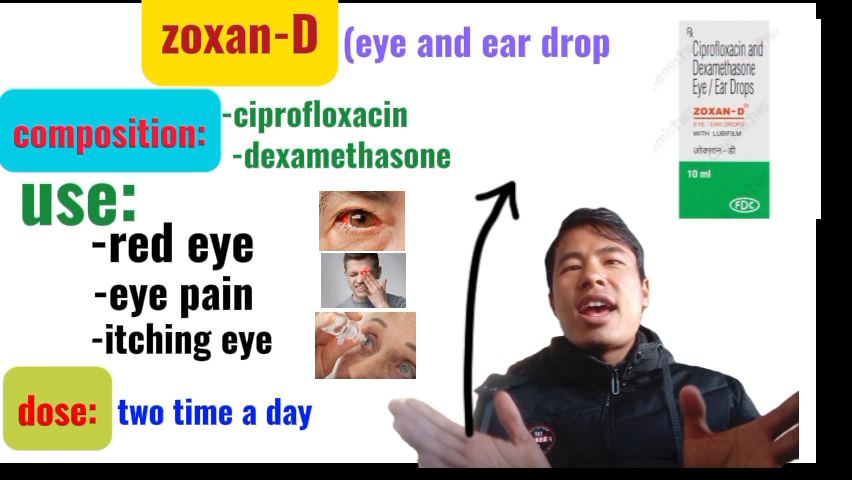 zoxan-D (eye and ear drop
composition: -ciprofloxacin
-dexamethasone
use:
-red eye
-eye pain
-itching eye
dose: two time a day
Rx
Ciprofloxacin and
Dexamethasone
Eye / Ear Drops
ZOXAN-D®
EYE / EAR DROPS
WITH LUBIFILM
जोक्सान-डी
10 ml
FDC